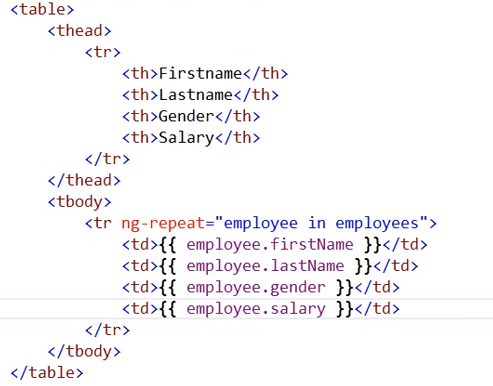 <table>
<thead>
<tr>
<th>Firstname</th>
<th>Lastname</th>
<th>Gender</th>
<th>Salary</th>
</tr>
</thead>
<tbody>
<tr ng-repeat="employee in employees">
<td>{{ employee.firstName }}</td>
<td>{{ employee.lastName }}</td>
<td>{{ employee.gender }}</td>
<td>{{ employee.salary }}</td>
</tr>
</tbody>
</table>